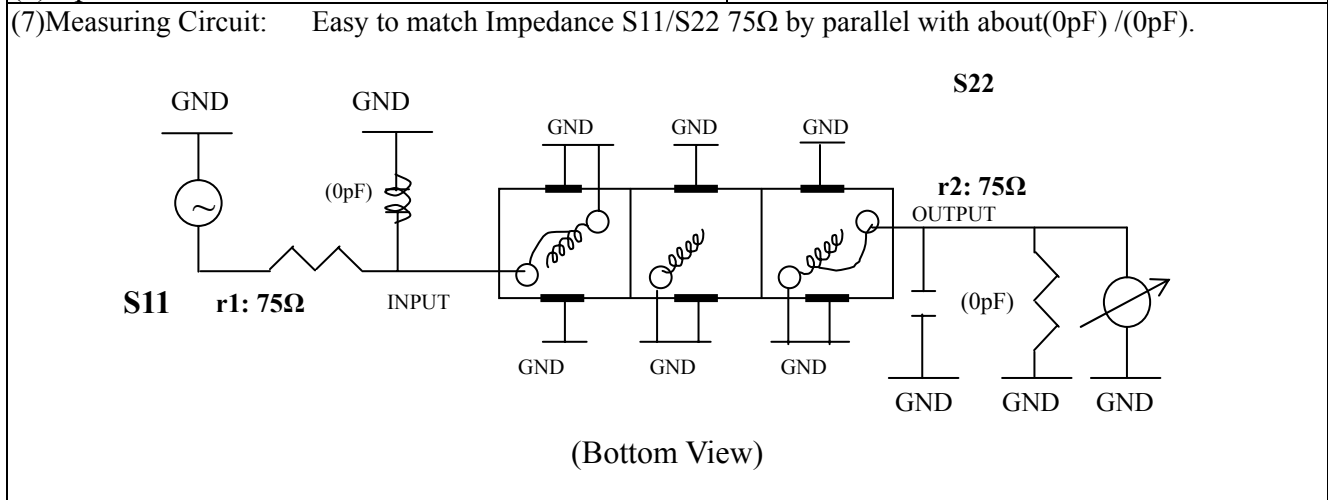 (7)Measuring Circuit: Easy to match Impedance S11/S22 75Ω by parallel with about(0pF) /(0pF).
S22
GND GND
GND GND GND
(0pF)
r2: 75Ω
OUTPUT
~
S11 r1: 75Ω INPUT
(0pF)
GND GND GND
GND GND GND
(Bottom View)